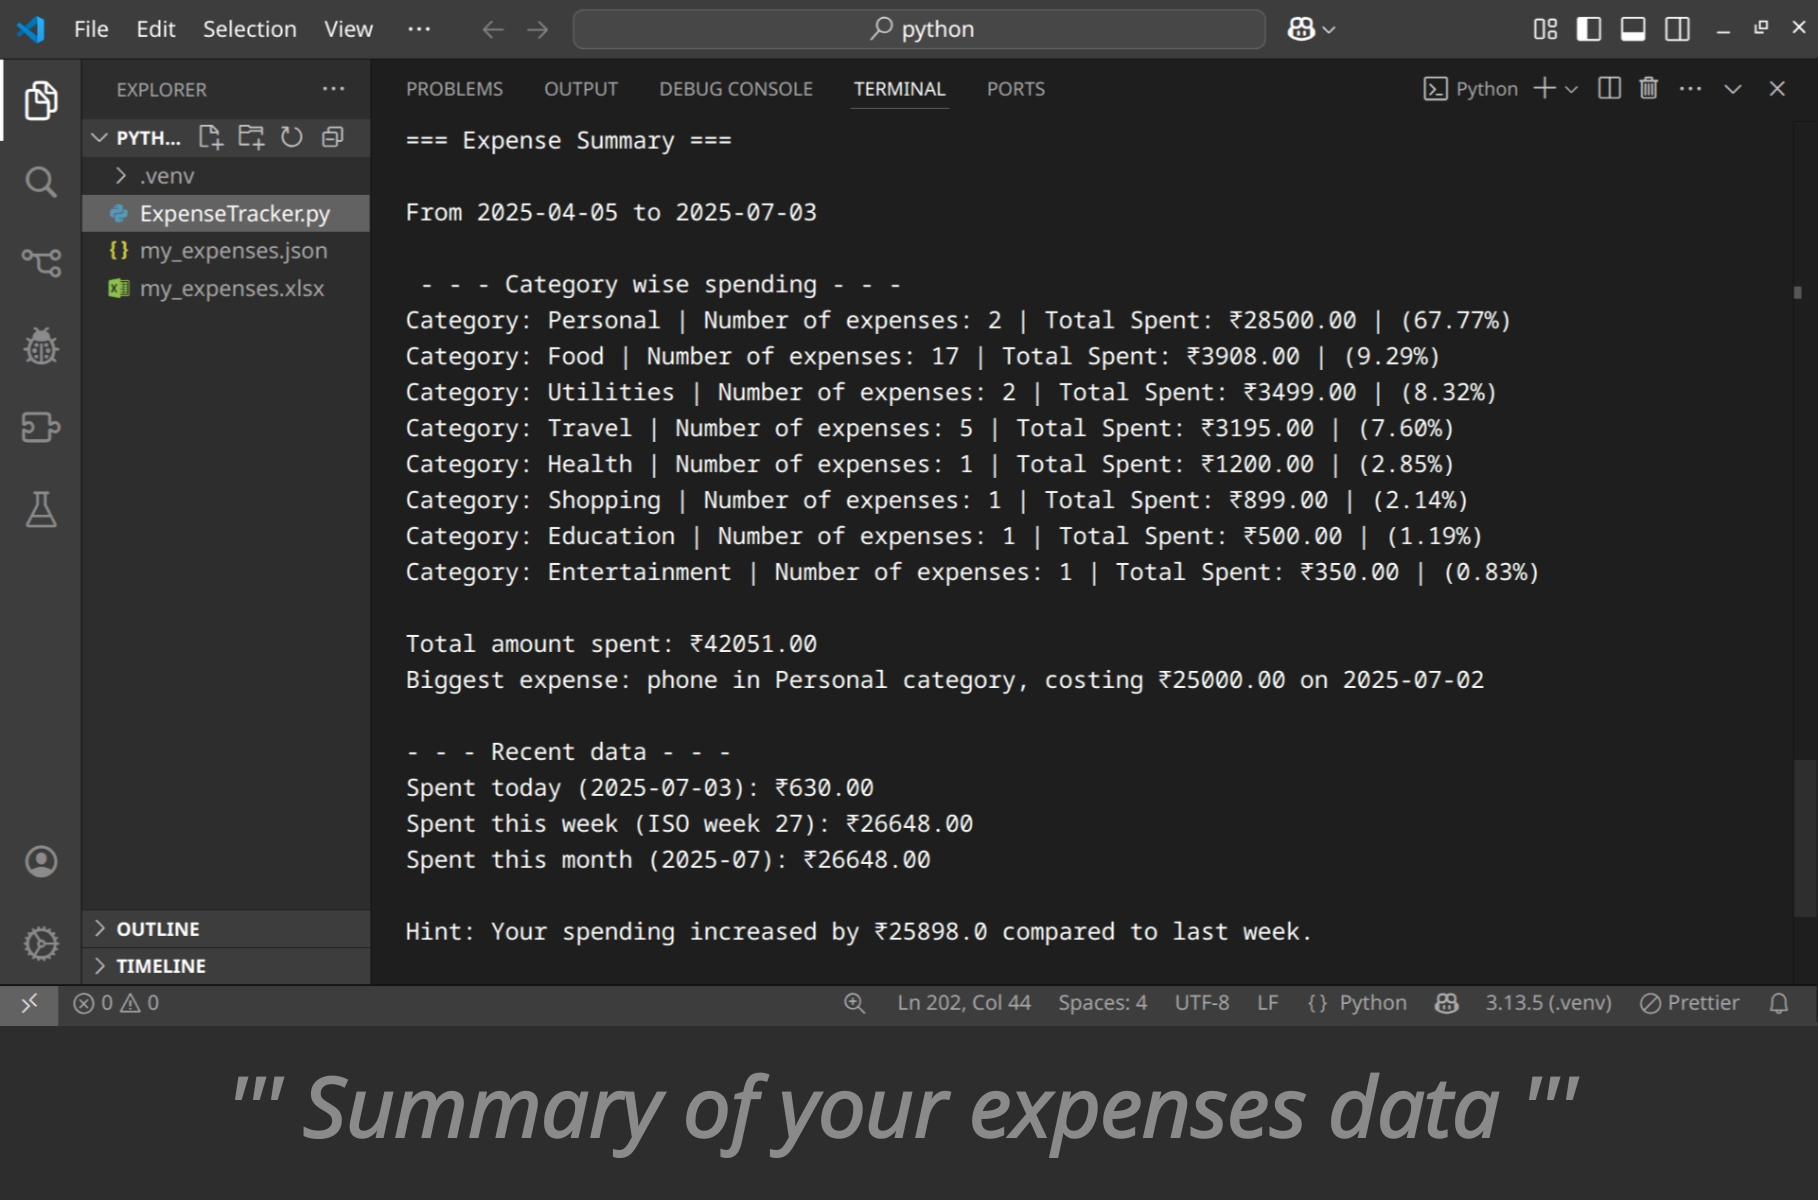 File Edit Selection View ··· python
EXPLORER ···
PYTH...
.venv
ExpenseTracker.py
my_expenses.json
my_expenses.xlsx
OUTLINE
TIMELINE
PROBLEMS OUTPUT DEBUG CONSOLE TERMINAL PORTS Python ···
=== Expense Summary ===
From 2025-04-05 to 2025-07-03
- - - Category wise spending - - -
Category: Personal | Number of expenses: 2 | Total Spent: ₹28500.00 | (67.77%)
Category: Food | Number of expenses: 17 | Total Spent: ₹3908.00 | (9.29%)
Category: Utilities | Number of expenses: 2 | Total Spent: ₹3499.00 | (8.32%)
Category: Travel | Number of expenses: 5 | Total Spent: ₹3195.00 | (7.60%)
Category: Health | Number of expenses: 1 | Total Spent: ₹1200.00 | (2.85%)
Category: Shopping | Number of expenses: 1 | Total Spent: ₹899.00 | (2.14%)
Category: Education | Number of expenses: 1 | Total Spent: ₹500.00 | (1.19%)
Category: Entertainment | Number of expenses: 1 | Total Spent: ₹350.00 | (0.83%)
Total amount spent: ₹42051.00
Biggest expense: phone in Personal category, costing ₹25000.00 on 2025-07-02
- - - Recent data - - -
Spent today (2025-07-03): ₹630.00
Spent this week (ISO week 27): ₹26648.00
Spent this month (2025-07): ₹26648.00
Hint: Your spending increased by ₹25898.0 compared to last week.
0 0 Ln 202, Col 44 Spaces: 4 UTF-8 LF {} Python 3.13.5 (.venv) Prettier
''' Summary of your expenses data '''